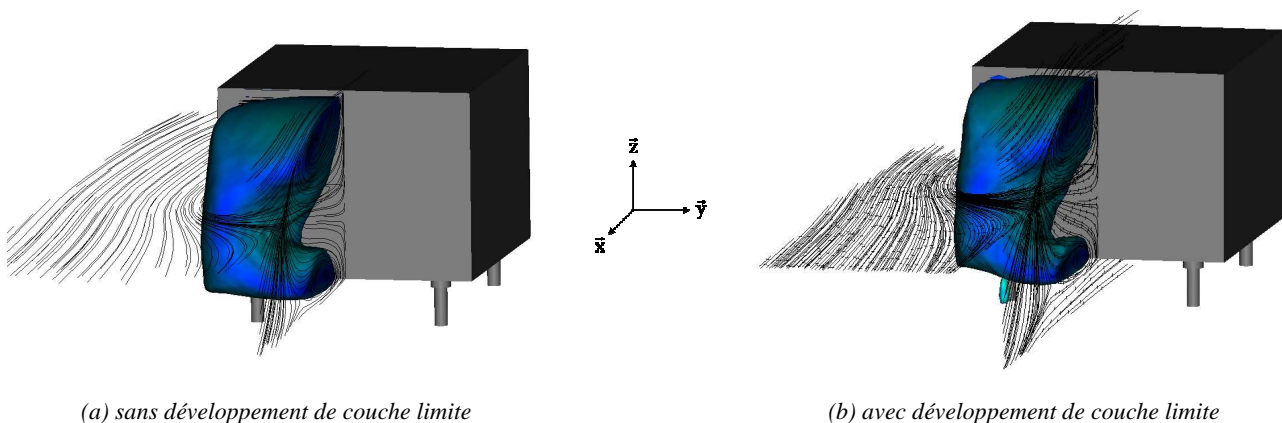 z
y
x
(a) sans développement de couche limite
(b) avec développement de couche limite